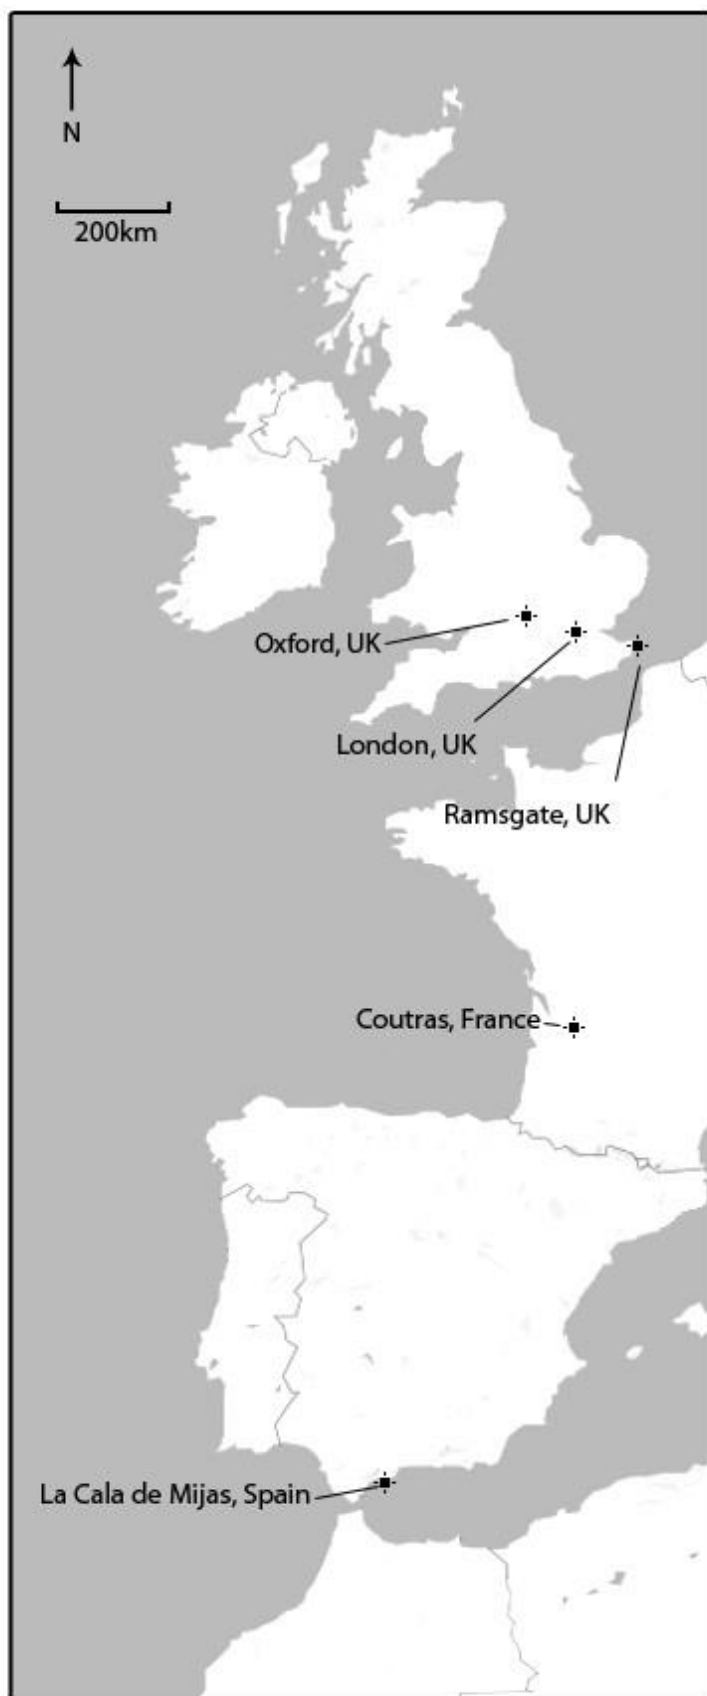 N
200km
Oxford, UK
London, UK
Ramsgate, UK
Coutras, France
La Cala de Mijas, Spain